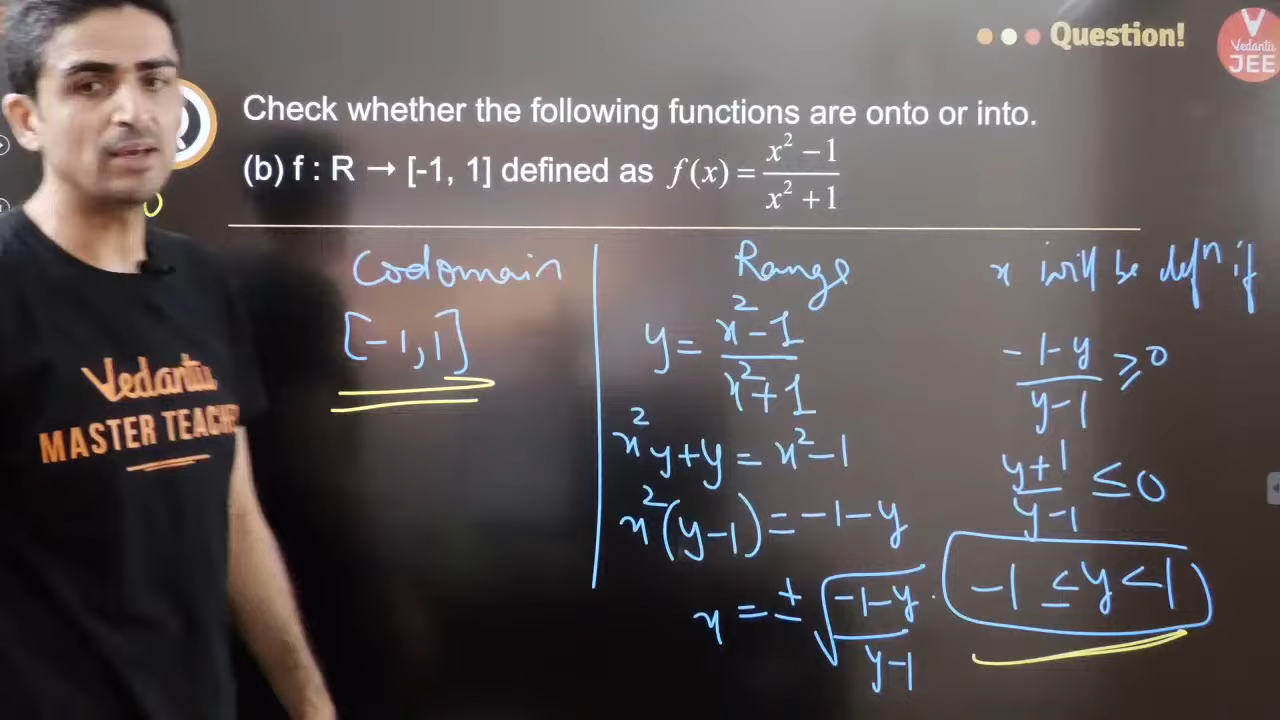 Question!
Vedantu
JEE
Check whether the following functions are onto or into.
(b) f : R → [-1, 1] defined as f(x) = (x² − 1)/(x² + 1)
Codomain
[-1, 1]
Range
y = (x² − 1)/(x² + 1)
x²y + y = x² − 1
x²(y − 1) = −1 − y
x = ± √((−1 − y)/(y − 1))
x will be defⁿ if
(−1 − y)/(y − 1) ≥ 0
(y + 1)/(y − 1) ≤ 0
−1 ≤ y < 1
Vedantu
MASTER TEACHE